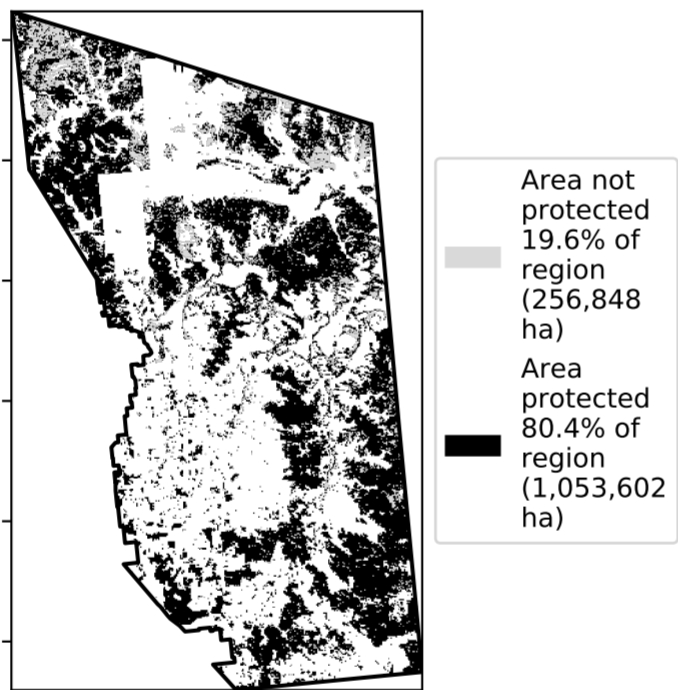 Area not
protected
19.6% of
region
(256,848
ha)
Area
protected
80.4% of
region
(1,053,602
ha)